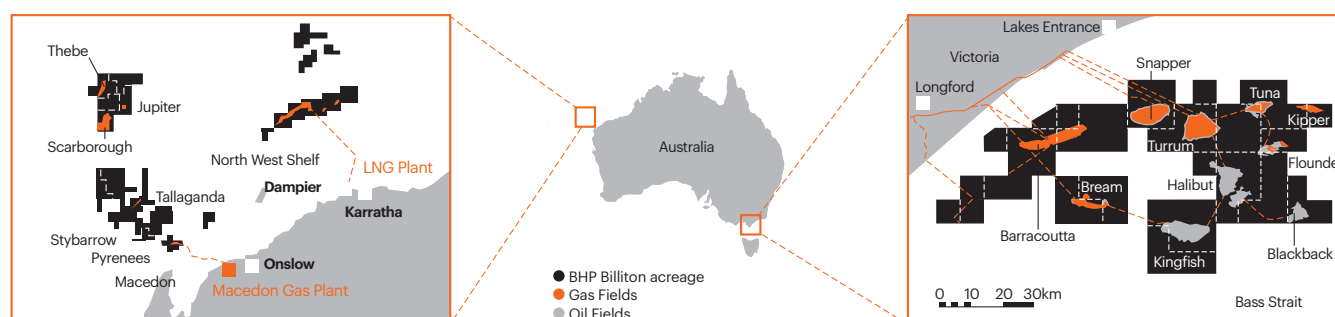 Thebe
Jupiter
Scarborough
North West Shelf
LNG Plant
Tallaganda
Dampier
Karratha
Stybarrow
Pyrenees
Onslow
Macedon
Macedon Gas Plant
Australia
BHP Billiton acreage
Gas Fields
Oil Fields
Lakes Entrance
Victoria
Snapper
Longford
Tuna
Kipper
Turrum
Flounde
Halibut
Bream
Barracoutta
Blackback
Kingfish
0 10 20 30km
Bass Strait